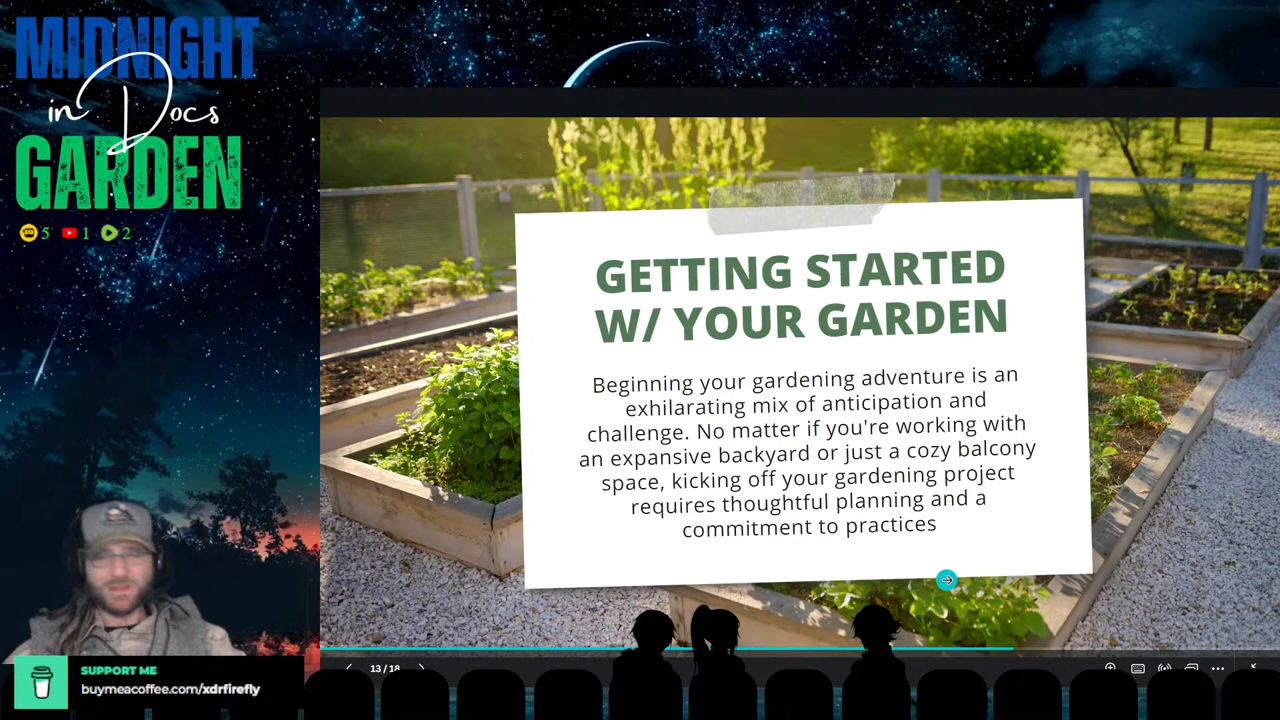 MIDNIGHT
in Docs
GARDEN
5 1 2
GETTING STARTED
W/ YOUR GARDEN
Beginning your gardening adventure is an
exhilarating mix of anticipation and
challenge. No matter if you're working with
an expansive backyard or just a cozy balcony
space, kicking off your gardening project
requires thoughtful planning and a
commitment to practices
13 / 18
SUPPORT ME
buymeacoffee.com/xdrfirefly